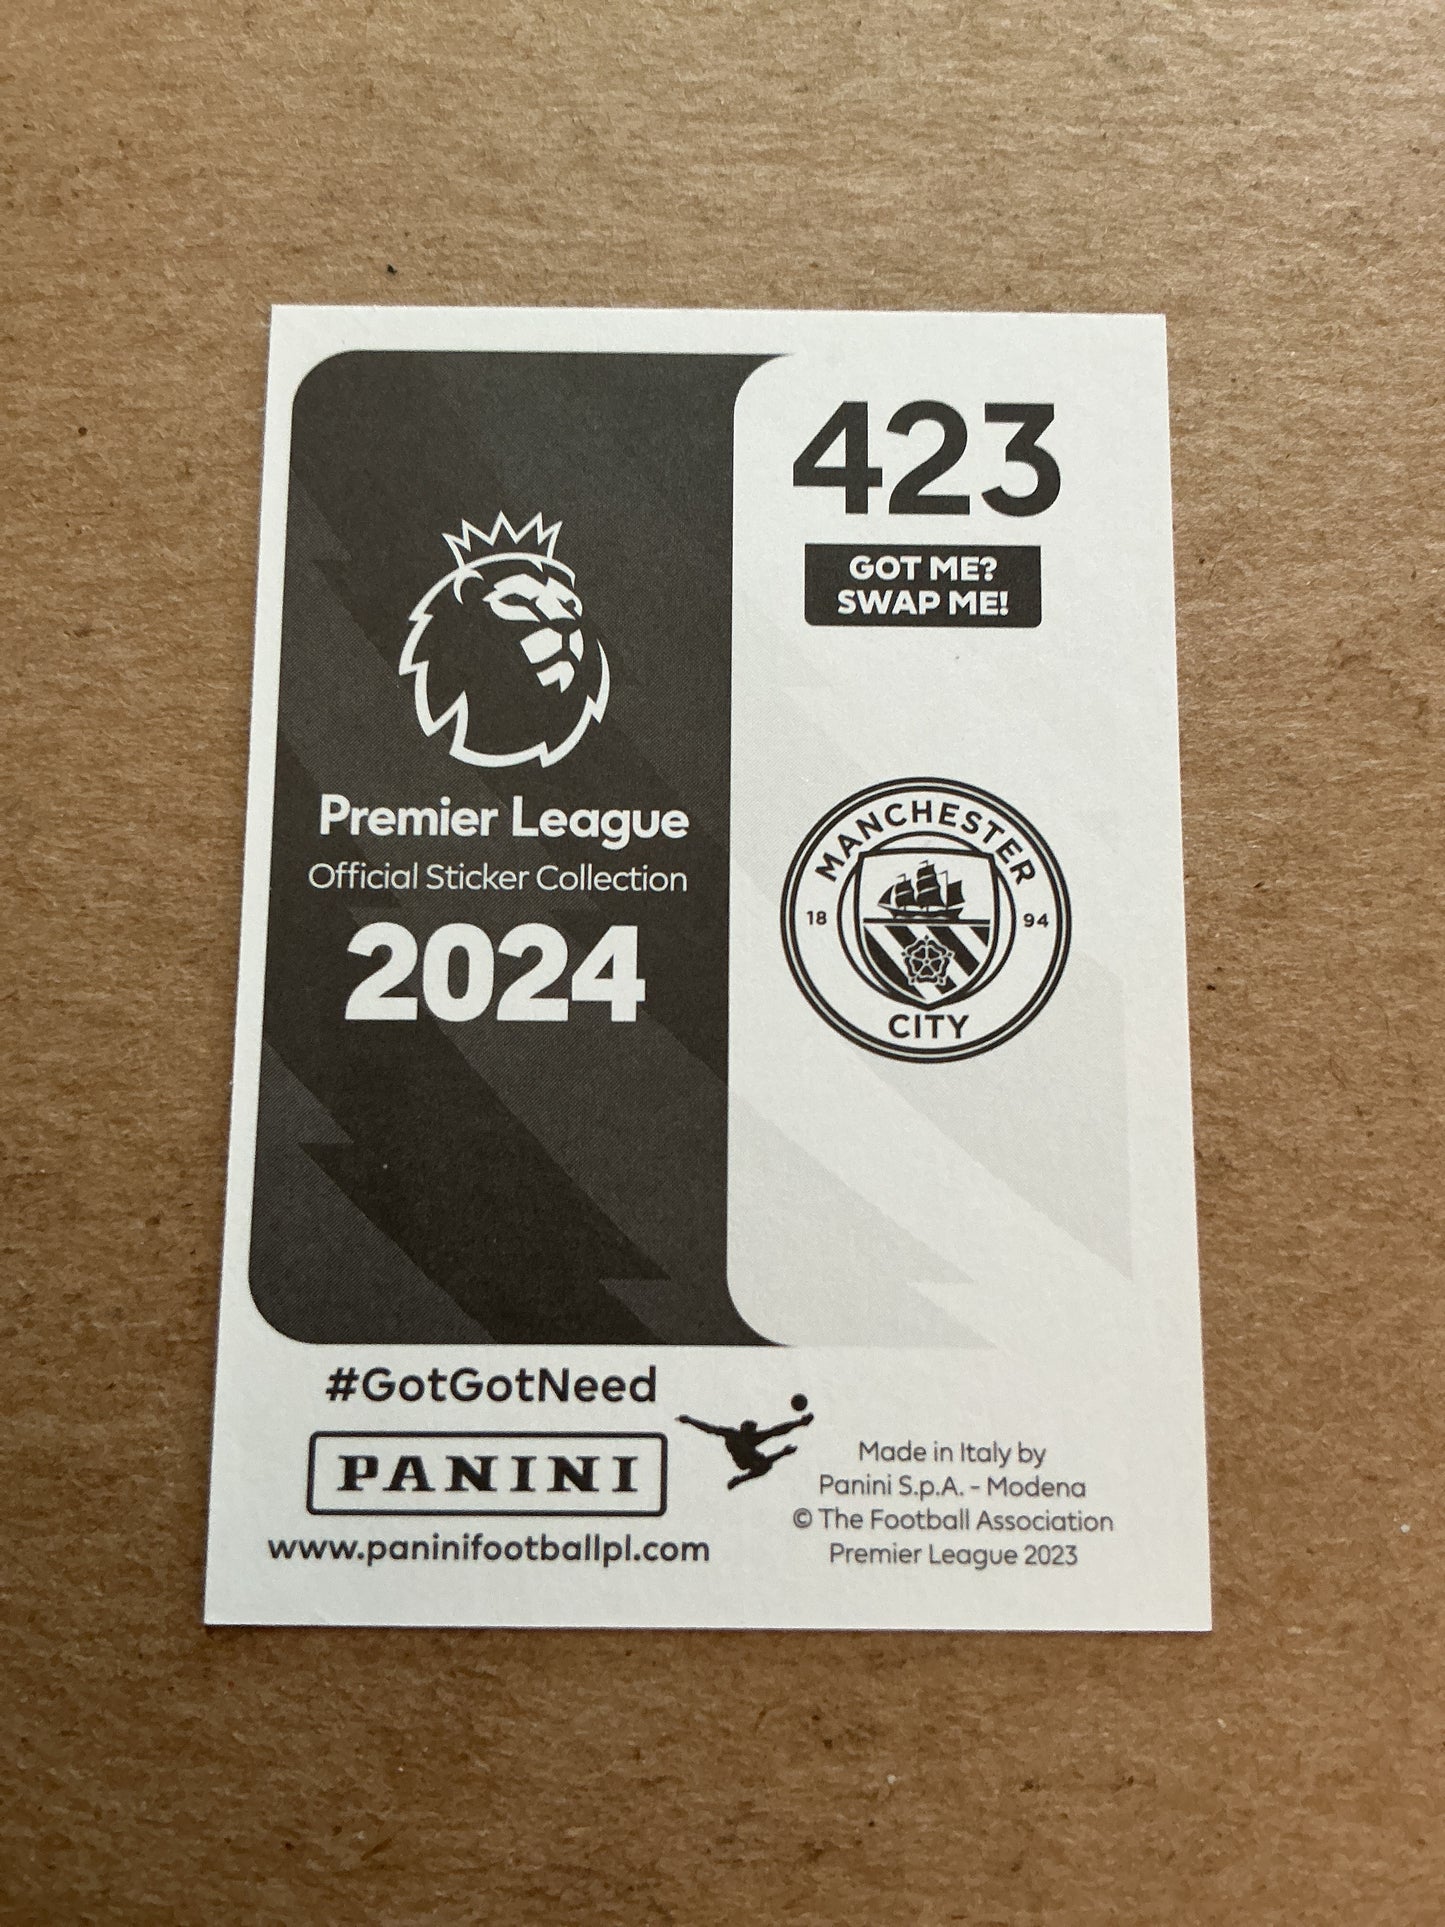 423
GOT ME?
SWAP ME!
Premier League
Official Sticker Collection
2024
MANCHESTER
18 94
CITY
#GotGotNeed
PANINI
www.paninifootballpl.com
Made in Italy by
Panini S.p.A. - Modena
© The Football Association
Premier League 2023